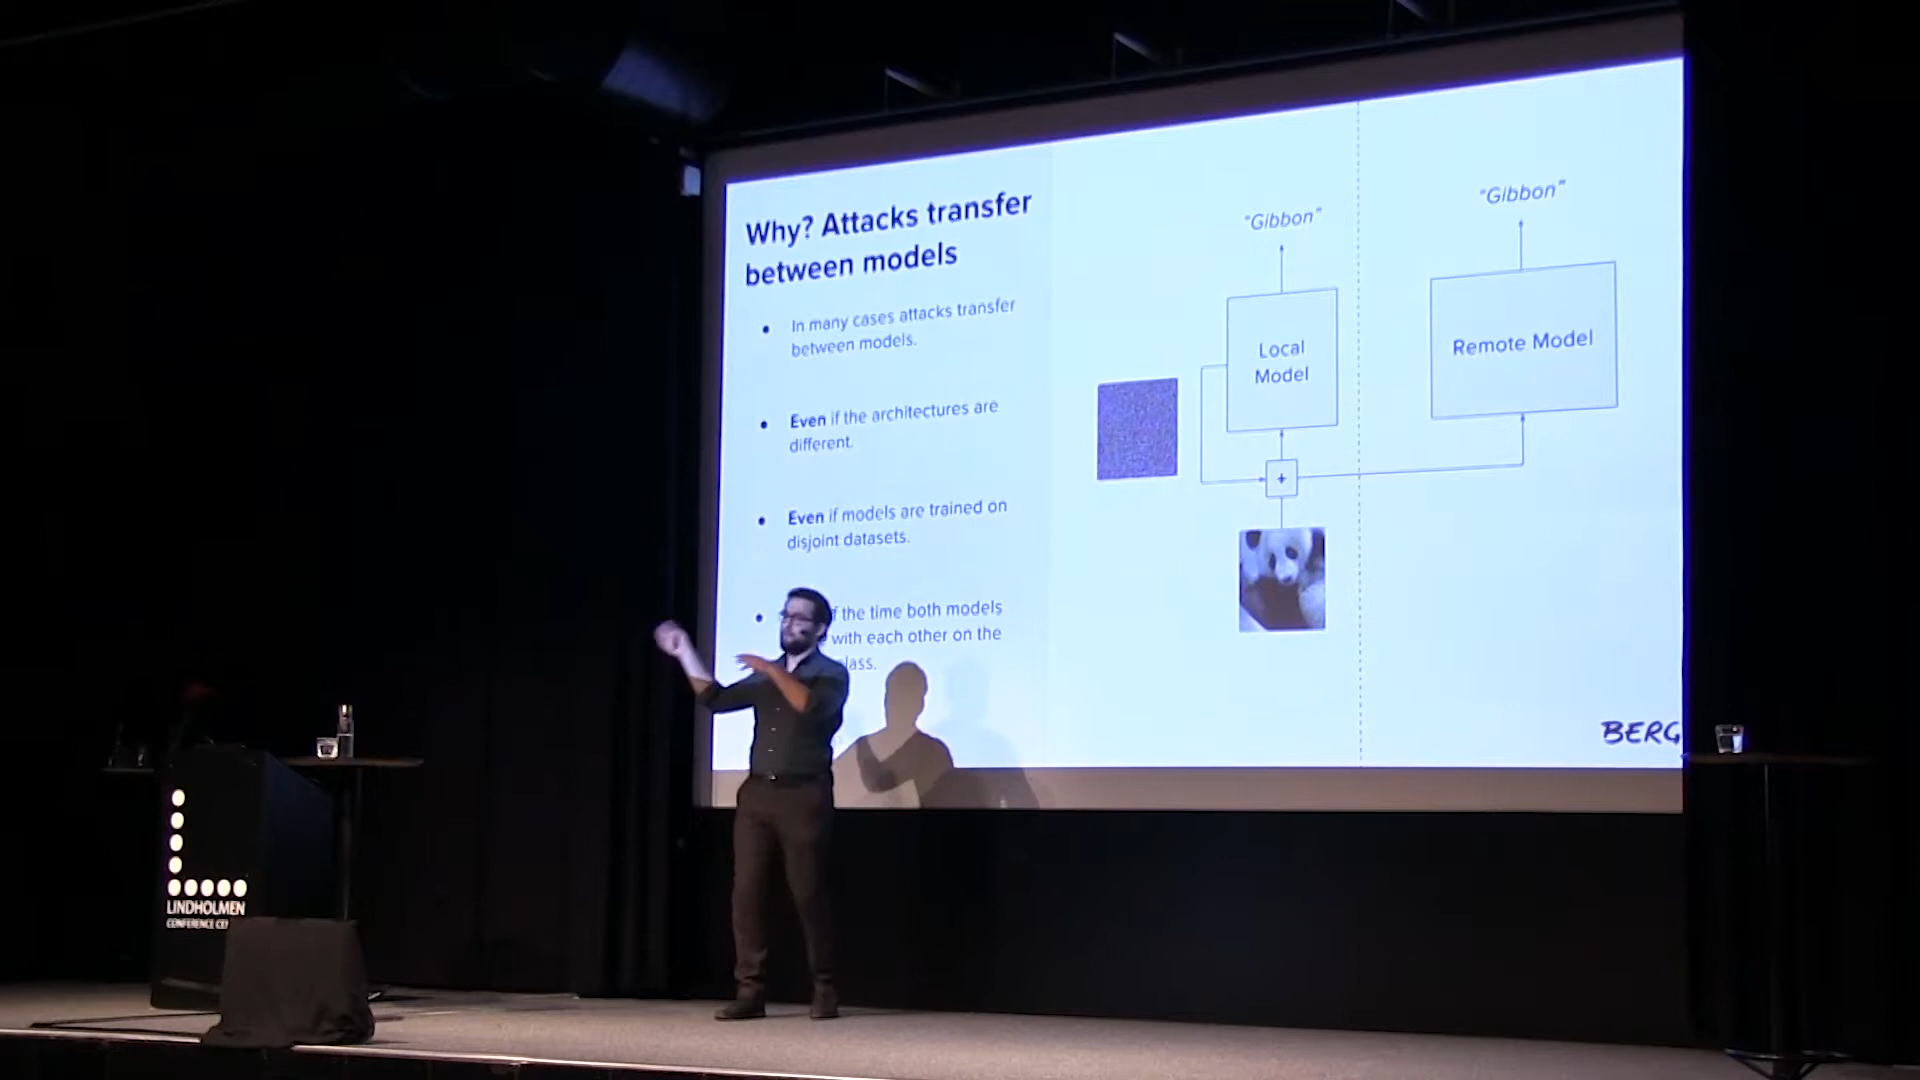 Why? Attacks transfer
between models
In many cases attacks transfer
between models.
Even if the architectures are
different.
Even if models are trained on
disjoint datasets.
the time both models
with each other on the
"Gibbon"
"Gibbon"
Local
Model
Remote Model
+
BERG
LINDHOLMEN
CONFERENCE